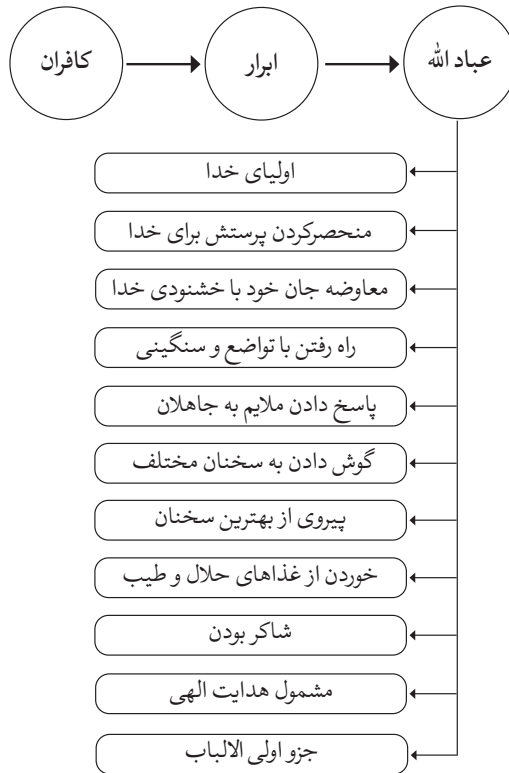 عباد الله
ابرار
کافران
اولیای خدا
منحصرکردن پرستش برای خدا
معاوضه جان خود با خشنودی خدا
راه رفتن با تواضع و سنگینی
پاسخ دادن ملایم به جاهلان
گوش دادن به سخنان مختلف
پیروی از بهترین سخنان
خوردن از غذاهای حلال و طیب
شاکر بودن
مشمول هدایت الهی
جزو اولی الالباب